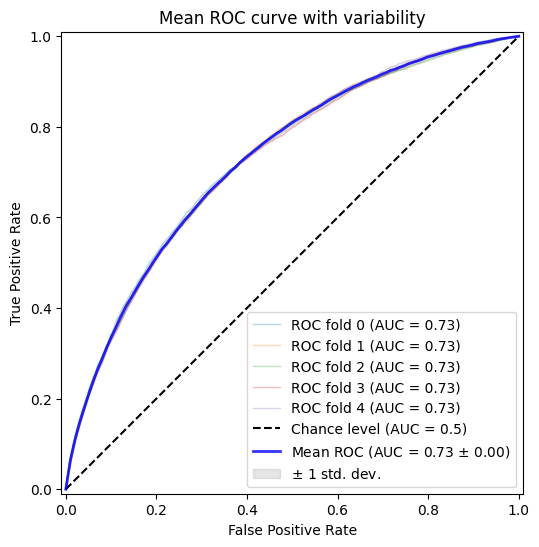 Mean ROC curve with variability
True Positive Rate
1.0
0.8
0.6
0.4
0.2
0.0
ROC fold 0 (AUC = 0.73)
ROC fold 1 (AUC = 0.73)
ROC fold 2 (AUC = 0.73)
ROC fold 3 (AUC = 0.73)
ROC fold 4 (AUC = 0.73)
Chance level (AUC = 0.5)
Mean ROC (AUC = 0.73 ± 0.00)
± 1 std. dev.
0.0 0.2 0.4 0.6 0.8 1.0
False Positive Rate